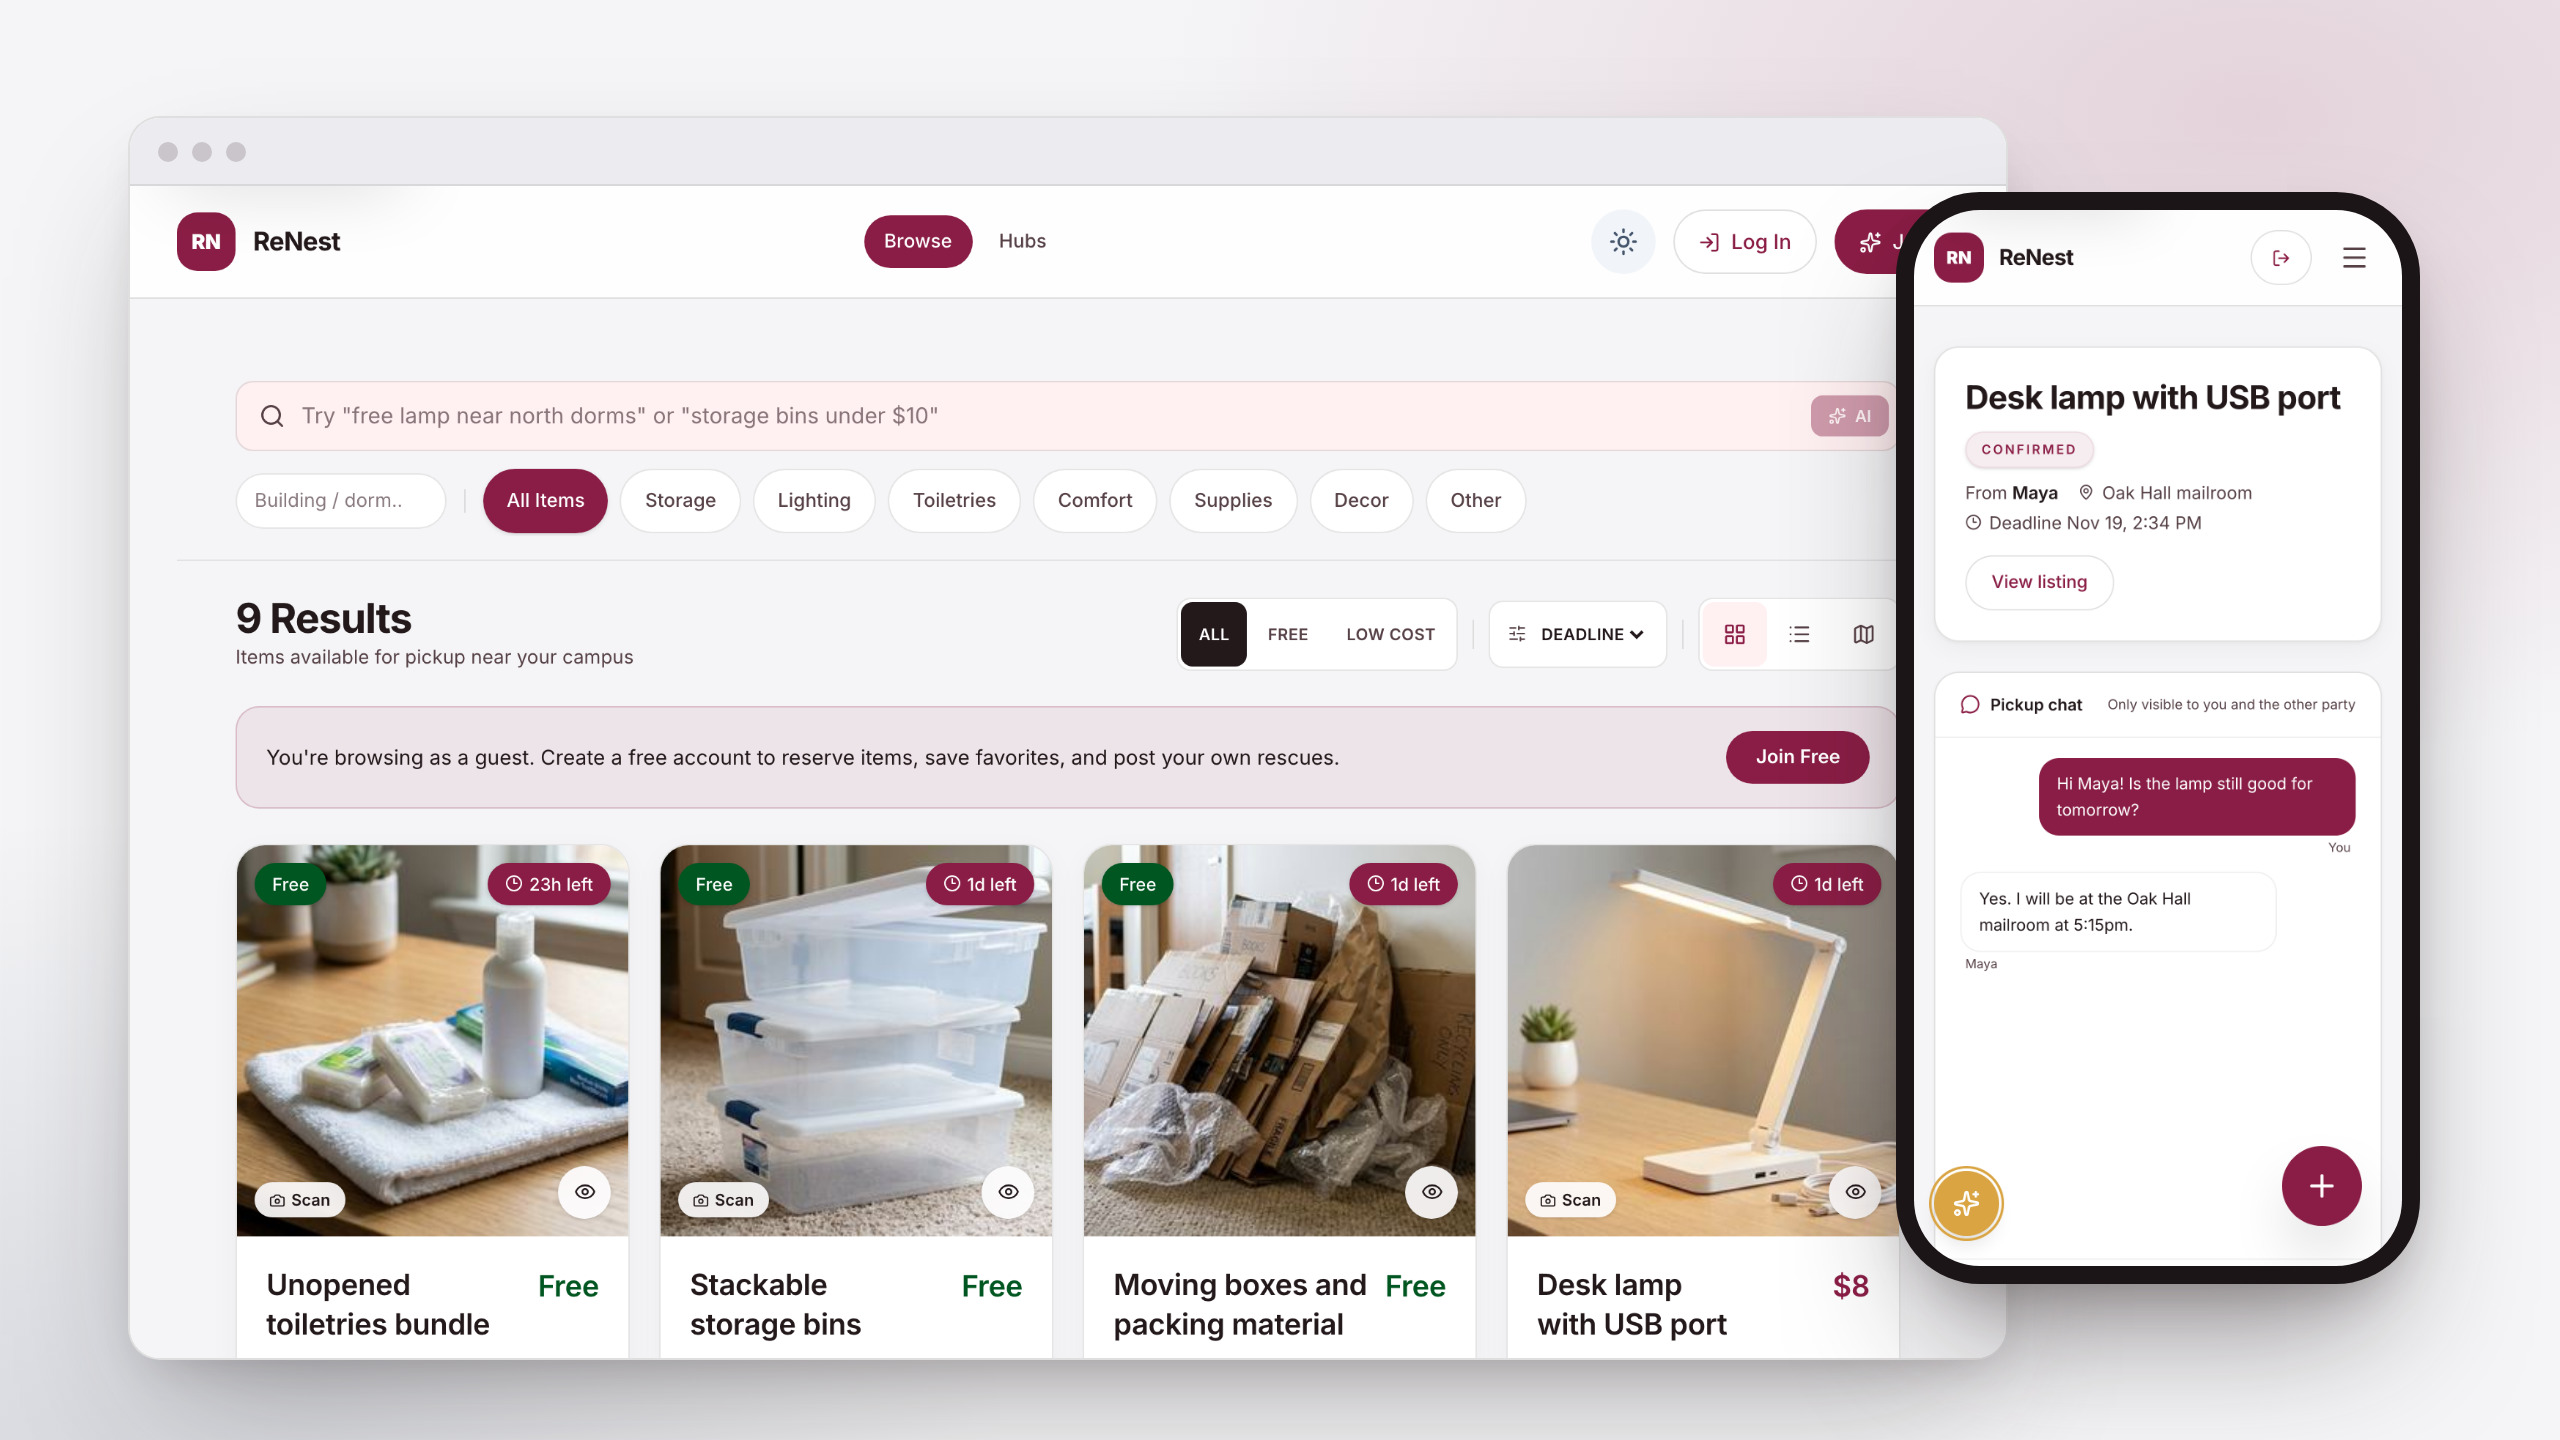 RN ReNest
Browse
Hubs
Log In
Try "free lamp near north dorms" or "storage bins under $10"
AI
Building / dorm..
All Items
Storage
Lighting
Toiletries
Comfort
Supplies
Decor
Other
9 Results
Items available for pickup near your campus
ALL
FREE
LOW COST
DEADLINE
You're browsing as a guest. Create a free account to reserve items, save favorites, and post your own rescues.
Join Free
Free
23h left
Scan
Unopened
toiletries bundle
Free
Free
1d left
Scan
Stackable
storage bins
Free
Free
1d left
BOOKS
BOOKS
KECYCLING
ONLY
FRAGILE
Moving boxes and
packing material
Free
1d left
Scan
Desk lamp
with USB port
$8
RN ReNest
Desk lamp with USB port
CONFIRMED
From Maya
Oak Hall mailroom
Deadline Nov 19, 2:34 PM
View listing
Pickup chat
Only visible to you and the other party
Hi Maya! Is the lamp still good for
tomorrow?
You
Yes. I will be at the Oak Hall
mailroom at 5:15pm.
Maya